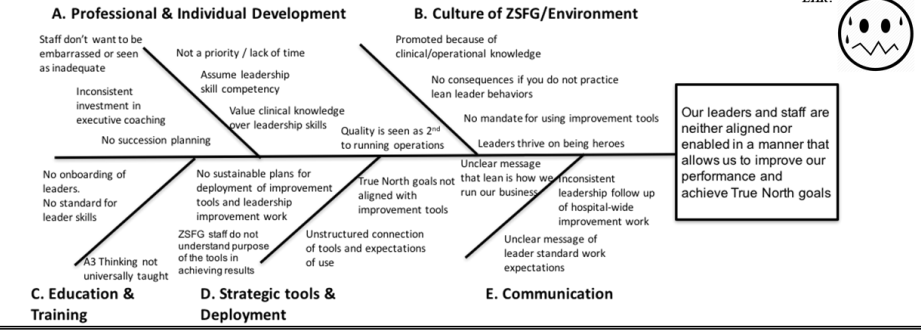 A. Professional & Individual Development
Staff don't want to be
embarrassed or seen
as inadequate
Not a priority / lack of time
Assume leadership
skill competency
Inconsistent
investment in
executive coaching
Value clinical knowledge
over leadership skills
No succession planning
B. Culture of ZSFG/Environment
Promoted because of
clinical/operational knowledge
No consequences if you do not practice
lean leader behaviors
No mandate for using improvement tools
Quality is seen as 2nd
to running operations
Leaders thrive on being heroes
Our leaders and staff are
neither aligned nor
enabled in a manner that
allows us to improve our
performance and
achieve True North goals
No onboarding of
leaders.
No standard for
leader skills
A3 Thinking not
universally taught
C. Education &
Training
No sustainable plans for
deployment of improvement
tools and leadership
improvement work
ZSFG staff do not
understand purpose
of the tools in
achieving results
True North goals not
aligned with
improvement tools
Unstructured connection
of tools and expectations
of use
D. Strategic tools &
Deployment
Unclear message
that lean is how we
run our business
Inconsistent
leadership follow up
of hospital-wide
improvement work
Unclear message of
leader standard work
expectations
E. Communication